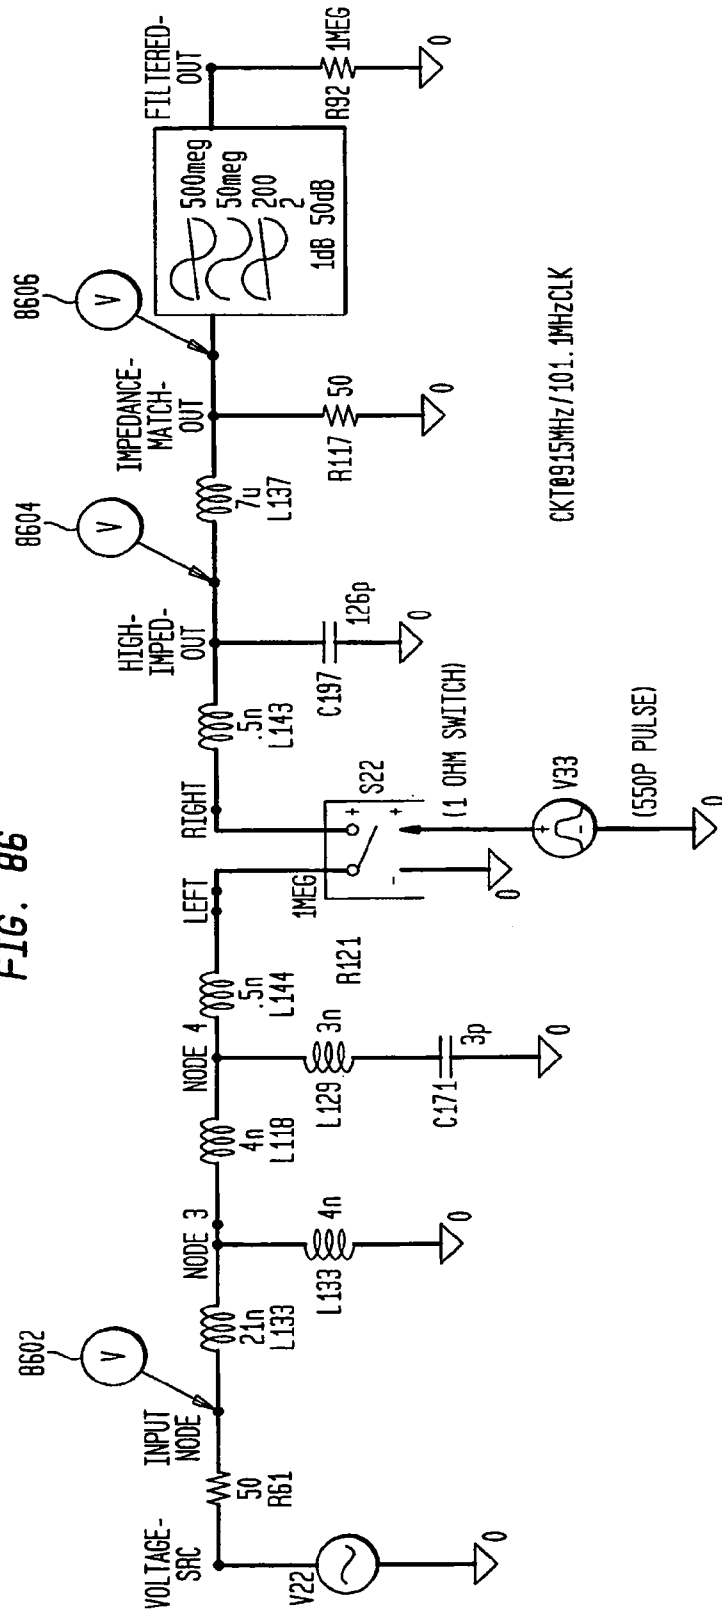 FIG. 86
VOLTAGE-
SRC
V22
0
50
R61
INPUT
NODE
8602
V
21n
L133
NODE 3
4n
L133
0
4n
L118
NODE 4
3n
L129
3p
C171
0
.5n
L144
LEFT
R121
1MEG
S22
+
+
-
0
(1 OHM SWITCH)
V33
+
-
(550P PULSE)
0
RIGHT
.5n
L143
HIGH-
IMPED-
OUT
126p
C197
0
8604
V
7u
L137
IMPEDANCE-
MATCH-
OUT
50
R117
0
8606
V
500meg
50meg
200
2
1dB 50dB
FILTERED-
OUT
1MEG
R92
0
CKT@915MHz/101.1MHzCLK